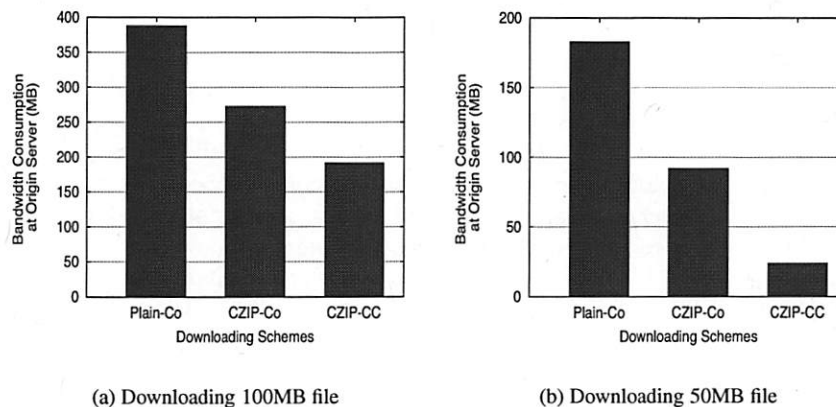 400
350
300
250
200
150
100
50
0
Bandwidth Consumption
at Origin Server (MB)
Plain-Co CZIP-Co CZIP-CC
Downloading Schemes
(a) Downloading 100MB file
200
150
100
50
0
Bandwidth Consumption
at Origin Server (MB)
Plain-Co CZIP-Co CZIP-CC
Downloading Schemes
(b) Downloading 50MB file